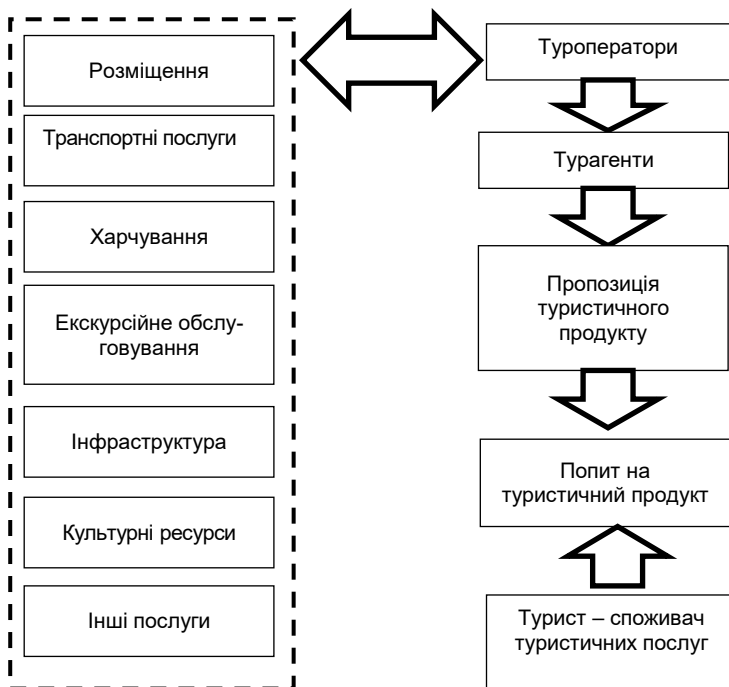 Розміщення
Транспортні послуги
Харчування
Екскурсійне обслу-
говування
Інфраструктура
Культурні ресурси
Інші послуги
Туроператори
Турагенти
Пропозиція
туристичного
продукту
Попит на
туристичний продукт
Турист – споживач
туристичних послуг